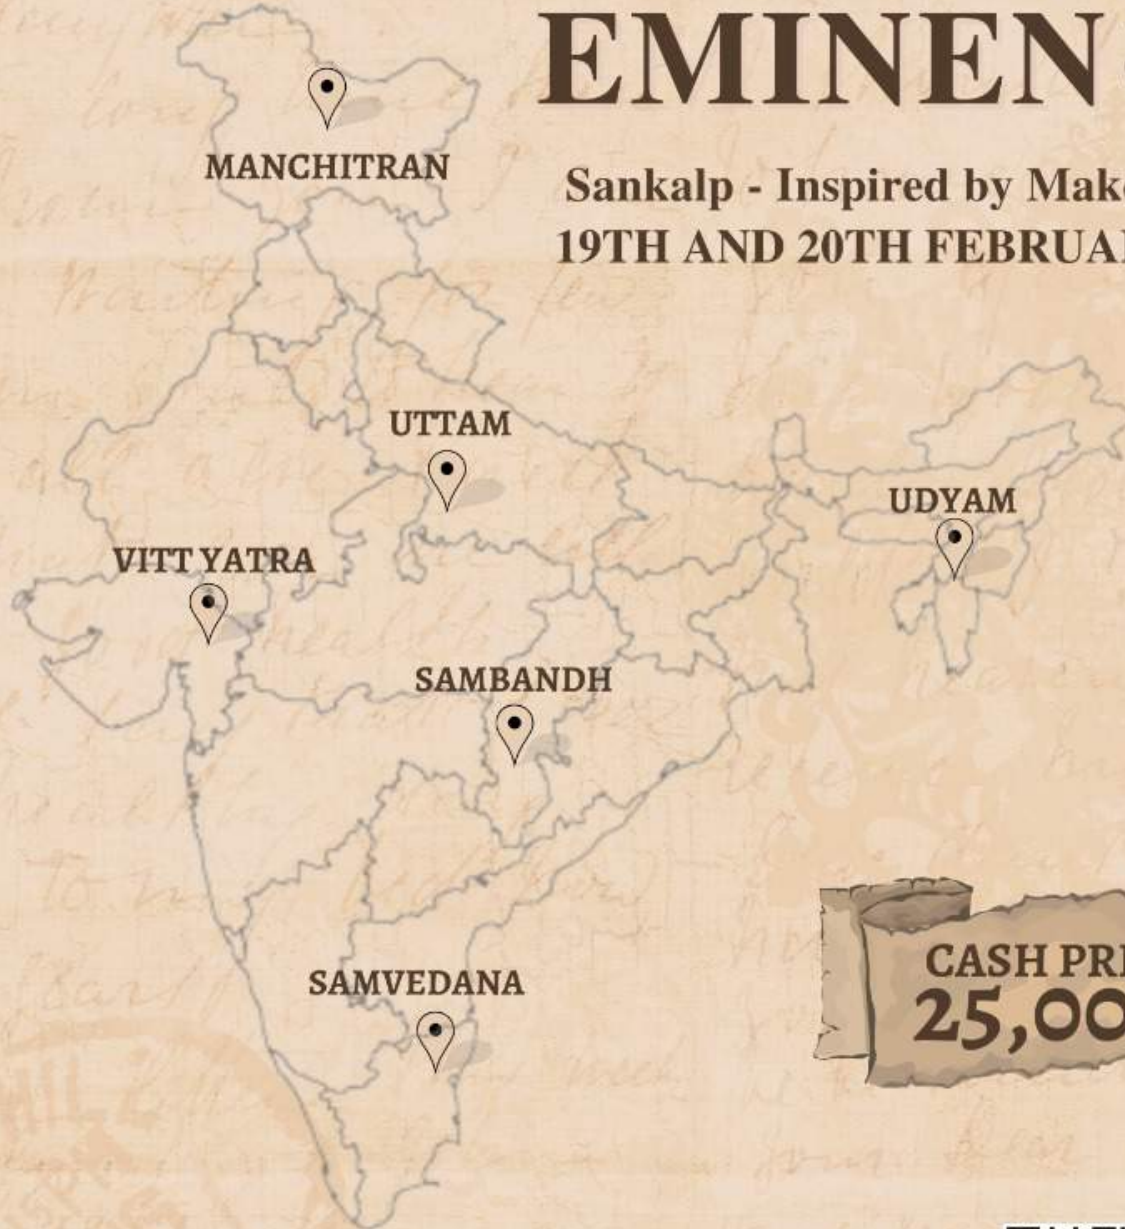 EMINEN
MANCHITRAN
Sankalp - Inspired by Mak
19TH AND 20TH FEBRUA
UTTAM
UDYAM
VITT YATRA
SAMBANDH
CASH PR
25,00
SAMVEDANA